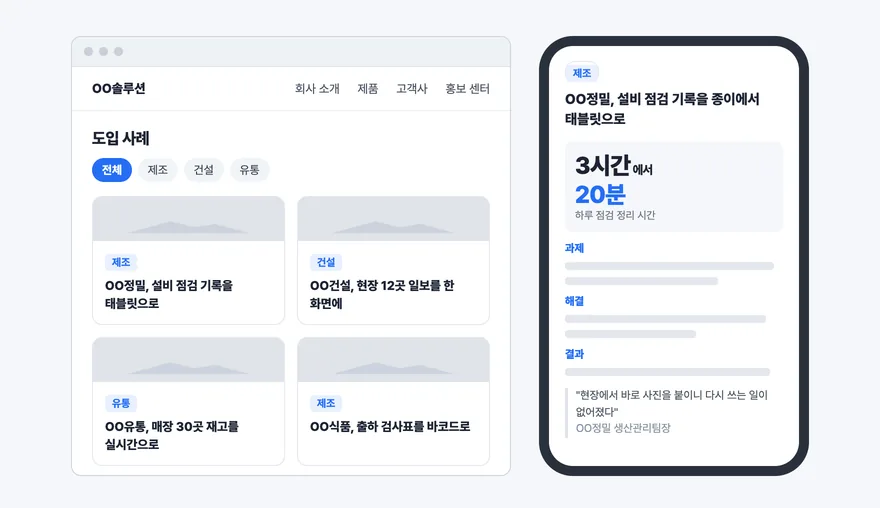 OO솔루션
회사 소개 제품 고객사 홍보 센터
도입 사례
전체 제조 건설 유통
제조
OO정밀, 설비 점검 기록을
태블릿으로
건설
OO건설, 현장 12곳 일보를 한
화면에
유통
OO유통, 매장 30곳 재고를
실시간으로
제조
OO식품, 출하 검사표를 바코드로
제조
OO정밀, 설비 점검 기록을 종이에서
태블릿으로
3시간에서
20분
하루 점검 정리 시간
과제
해결
결과
"현장에서 바로 사진을 붙이니 다시 쓰는 일이
없어졌다"
OO정밀 생산관리팀장